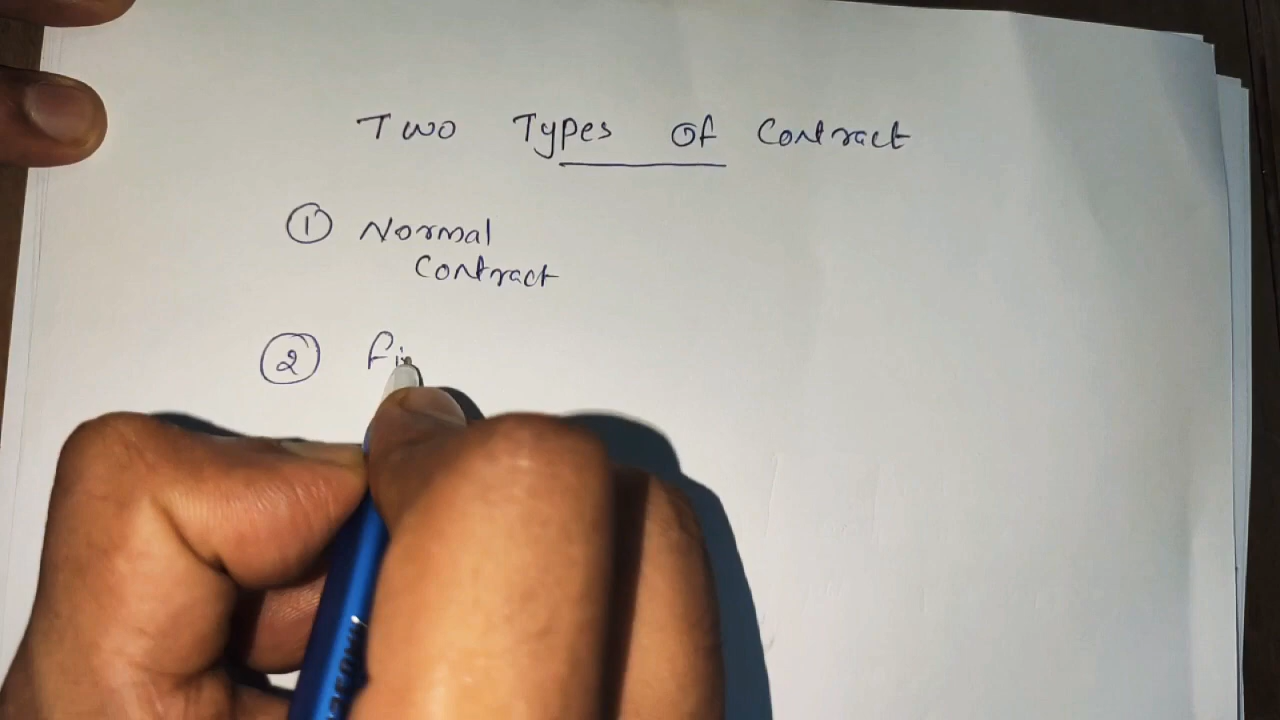 Two Types Of Contract
① Normal
Contract
② Fi